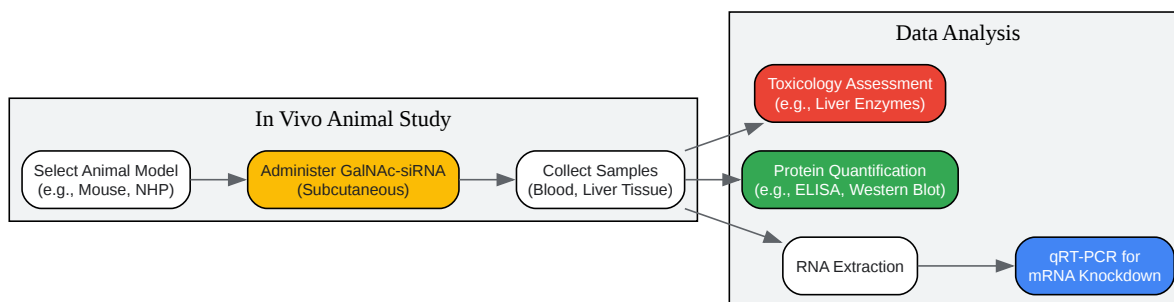 In Vivo Animal Study
Select Animal Model
(e.g., Mouse, NHP)
Administer GalNAc-siRNA
(Subcutaneous)
Collect Samples
(Blood, Liver Tissue)
Data Analysis
Toxicology Assessment
(e.g., Liver Enzymes)
Protein Quantification
(e.g., ELISA, Western Blot)
RNA Extraction
qRT-PCR for
mRNA Knockdown